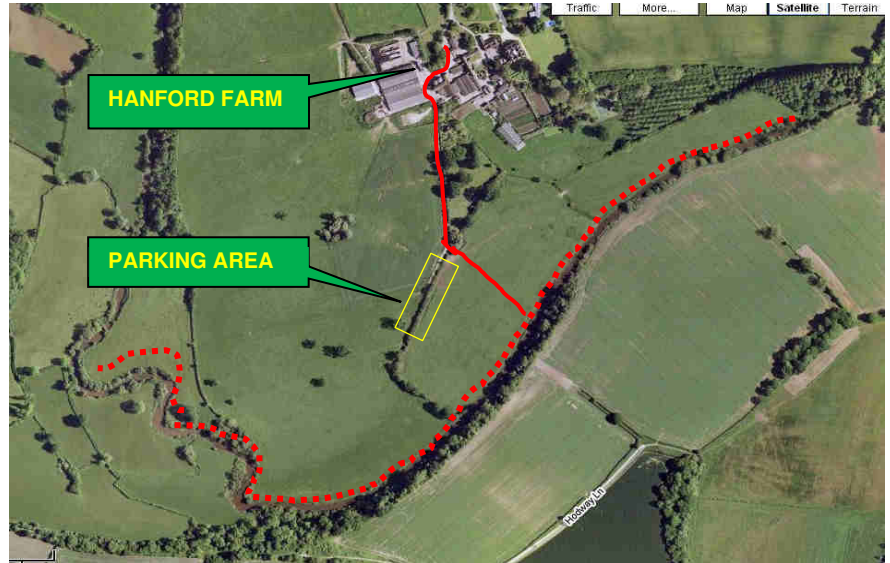 Traffic
More...
Map
Satellite
Terrain
HANFORD FARM
PARKING AREA
Hodway Ln